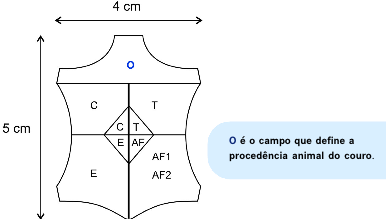 4 cm
O
C T
C T
5 cm
E AF
O é o campo que define a
procedência animal do couro.
E AF1
AF2